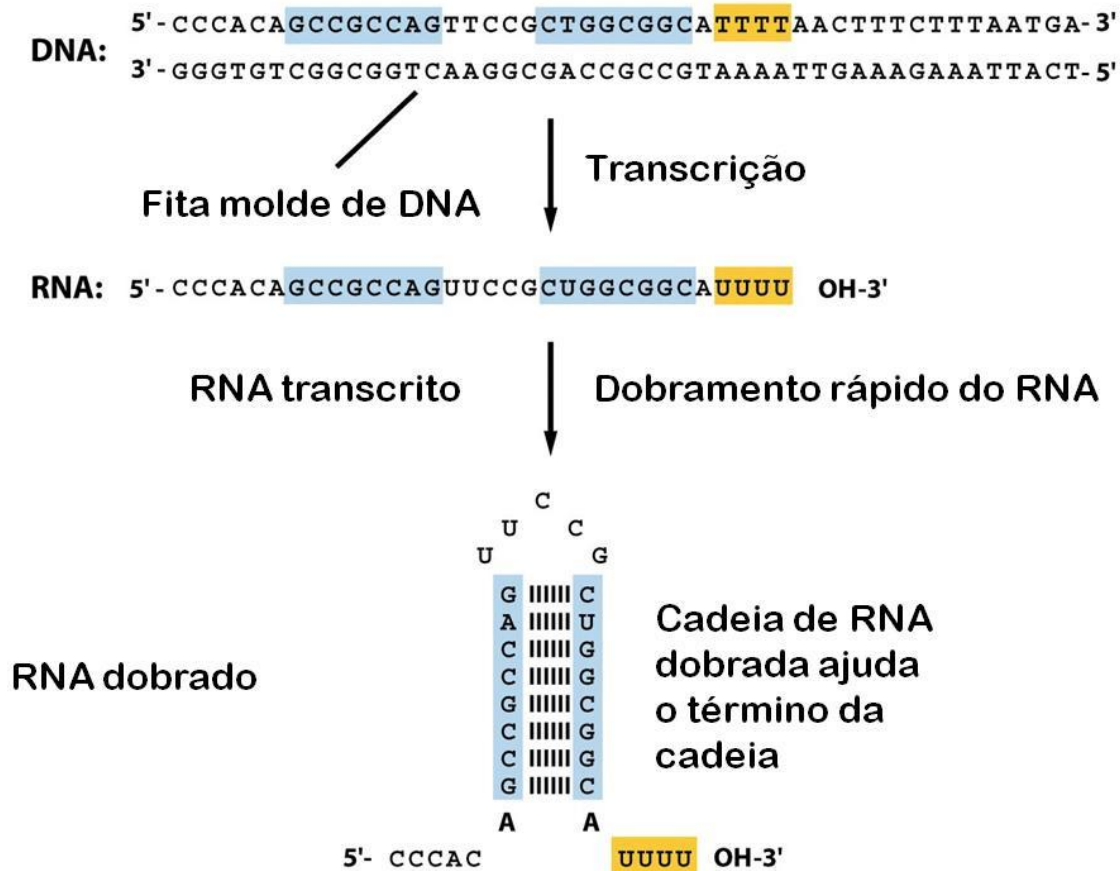 DNA: 5'-CCCACAGCCGCCAGTTCCGCTGGCGGCATTTTAACTTTCTTTAATGA-3'
3'-GGGTGTCGGCGGTCAAGGCGACCGCCGTAAAATTGAAAGAAATTACT-5'
Transcrição
Fita molde de DNA
RNA: 5'-CCCACAGCCGCCAGUUCCGCUGGCGGCAUUUU OH-3'
RNA transcrito
Dobramento rápido do RNA
C
U C
U G
G C
A U
C G
C G
G C
C G
C G
G C
A A
5'- CCCAC UUUU OH-3'
RNA dobrado
Cadeia de RNA
dobrada ajuda
o término da
cadeia